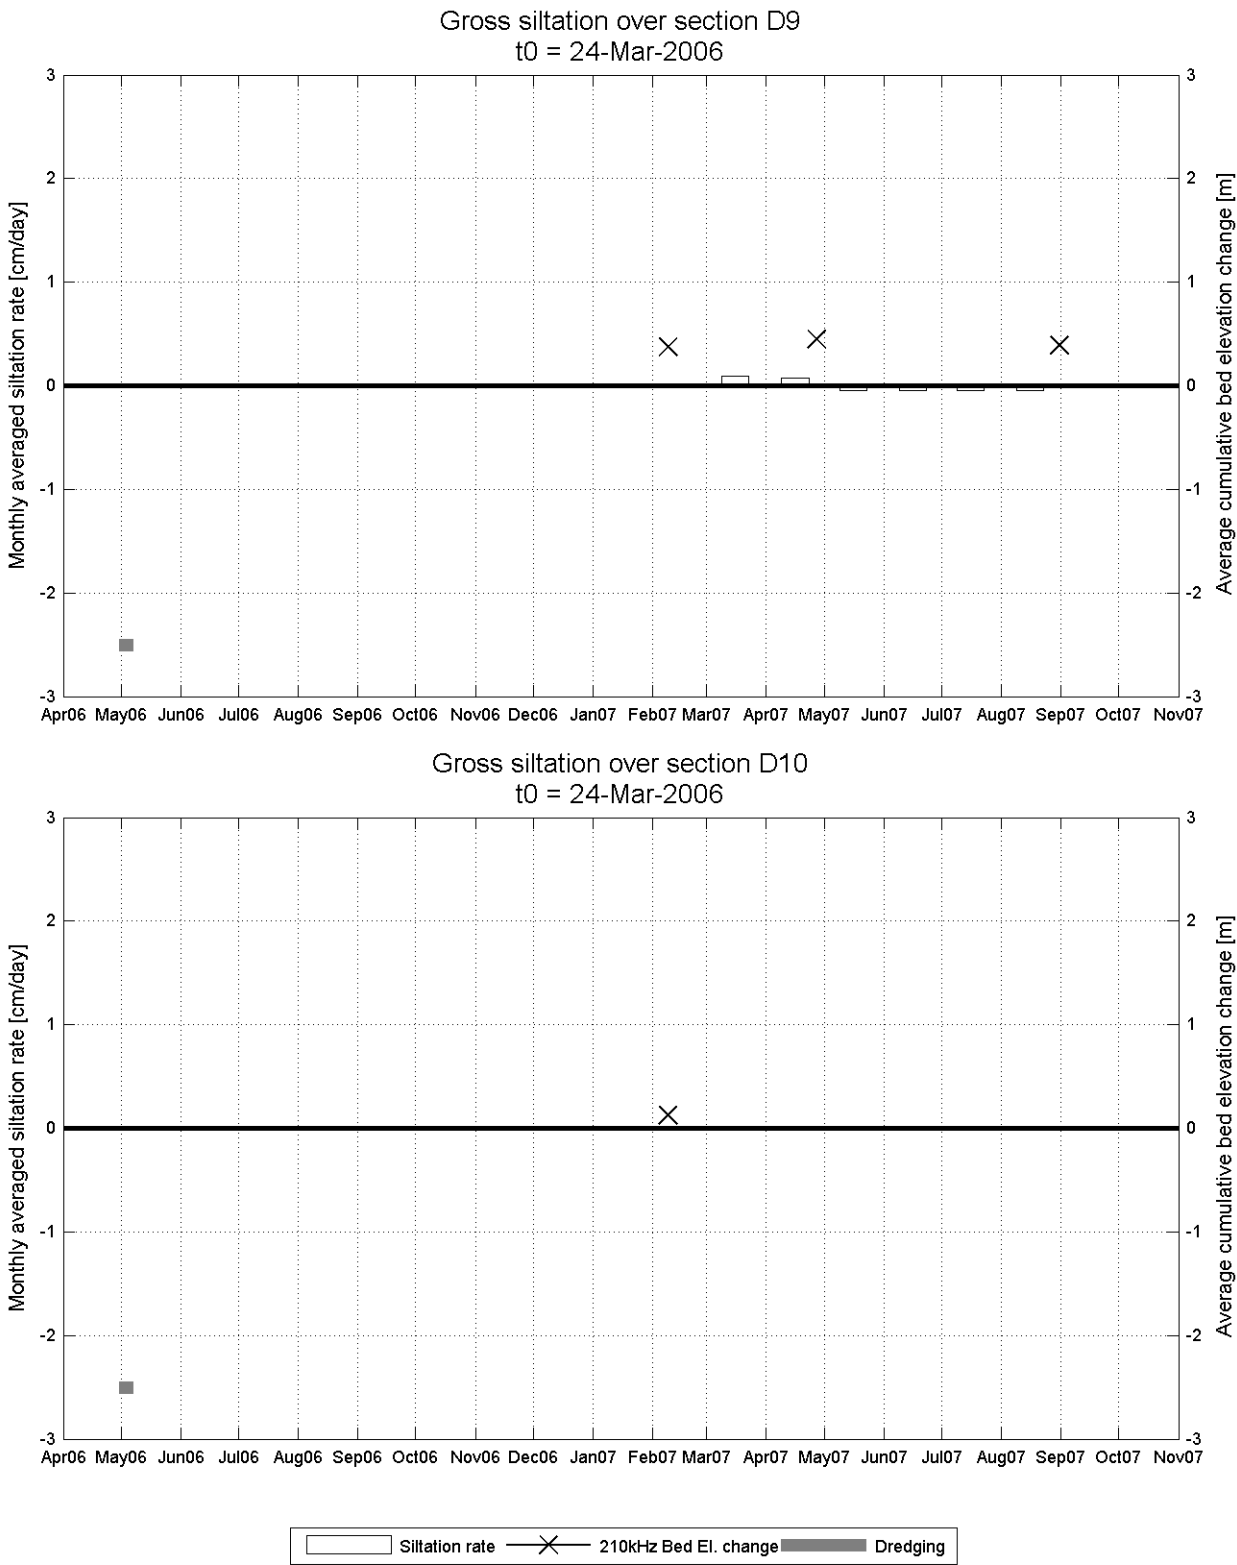 Gross siltation over section D9
t0 = 24-Mar-2006
3 3
2 2
1 1
0 0
-1 -1
-2 -2
-3 -3
Monthly averaged siltation rate [cm/day]
Average cumulative bed elevation change [m]
Apr06 May06 Jun06 Jul06 Aug06 Sep06 Oct06 Nov06 Dec06 Jan07 Feb07 Mar07 Apr07 May07 Jun07 Jul07 Aug07 Sep07 Oct07 Nov07
Gross siltation over section D10
t0 = 24-Mar-2006
3 3
2 2
1 1
0 0
-1 -1
-2 -2
-3 -3
Monthly averaged siltation rate [cm/day]
Average cumulative bed elevation change [m]
Apr06 May06 Jun06 Jul06 Aug06 Sep06 Oct06 Nov06 Dec06 Jan07 Feb07 Mar07 Apr07 May07 Jun07 Jul07 Aug07 Sep07 Oct07 Nov07
Siltation rate 210kHz Bed El. change Dredging